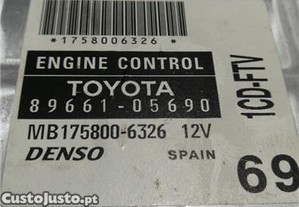 *1758006326*
ENGINE CONTROL
TOYOTA
89661-05690
MB175800-6326 12V
DENSO SPAIN
1CD-FTV
69
CustoJusto.pt